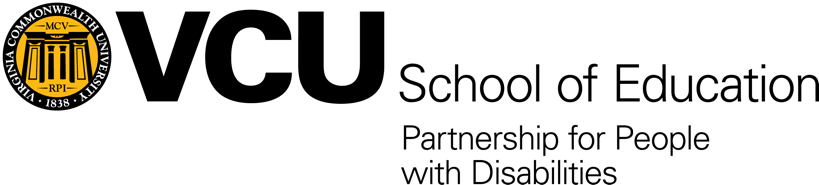 VIRGINIA COMMONWEALTH UNIVERSITY
MCV
RPI
• 1838 •
VCU School of Education
Partnership for People
with Disabilities